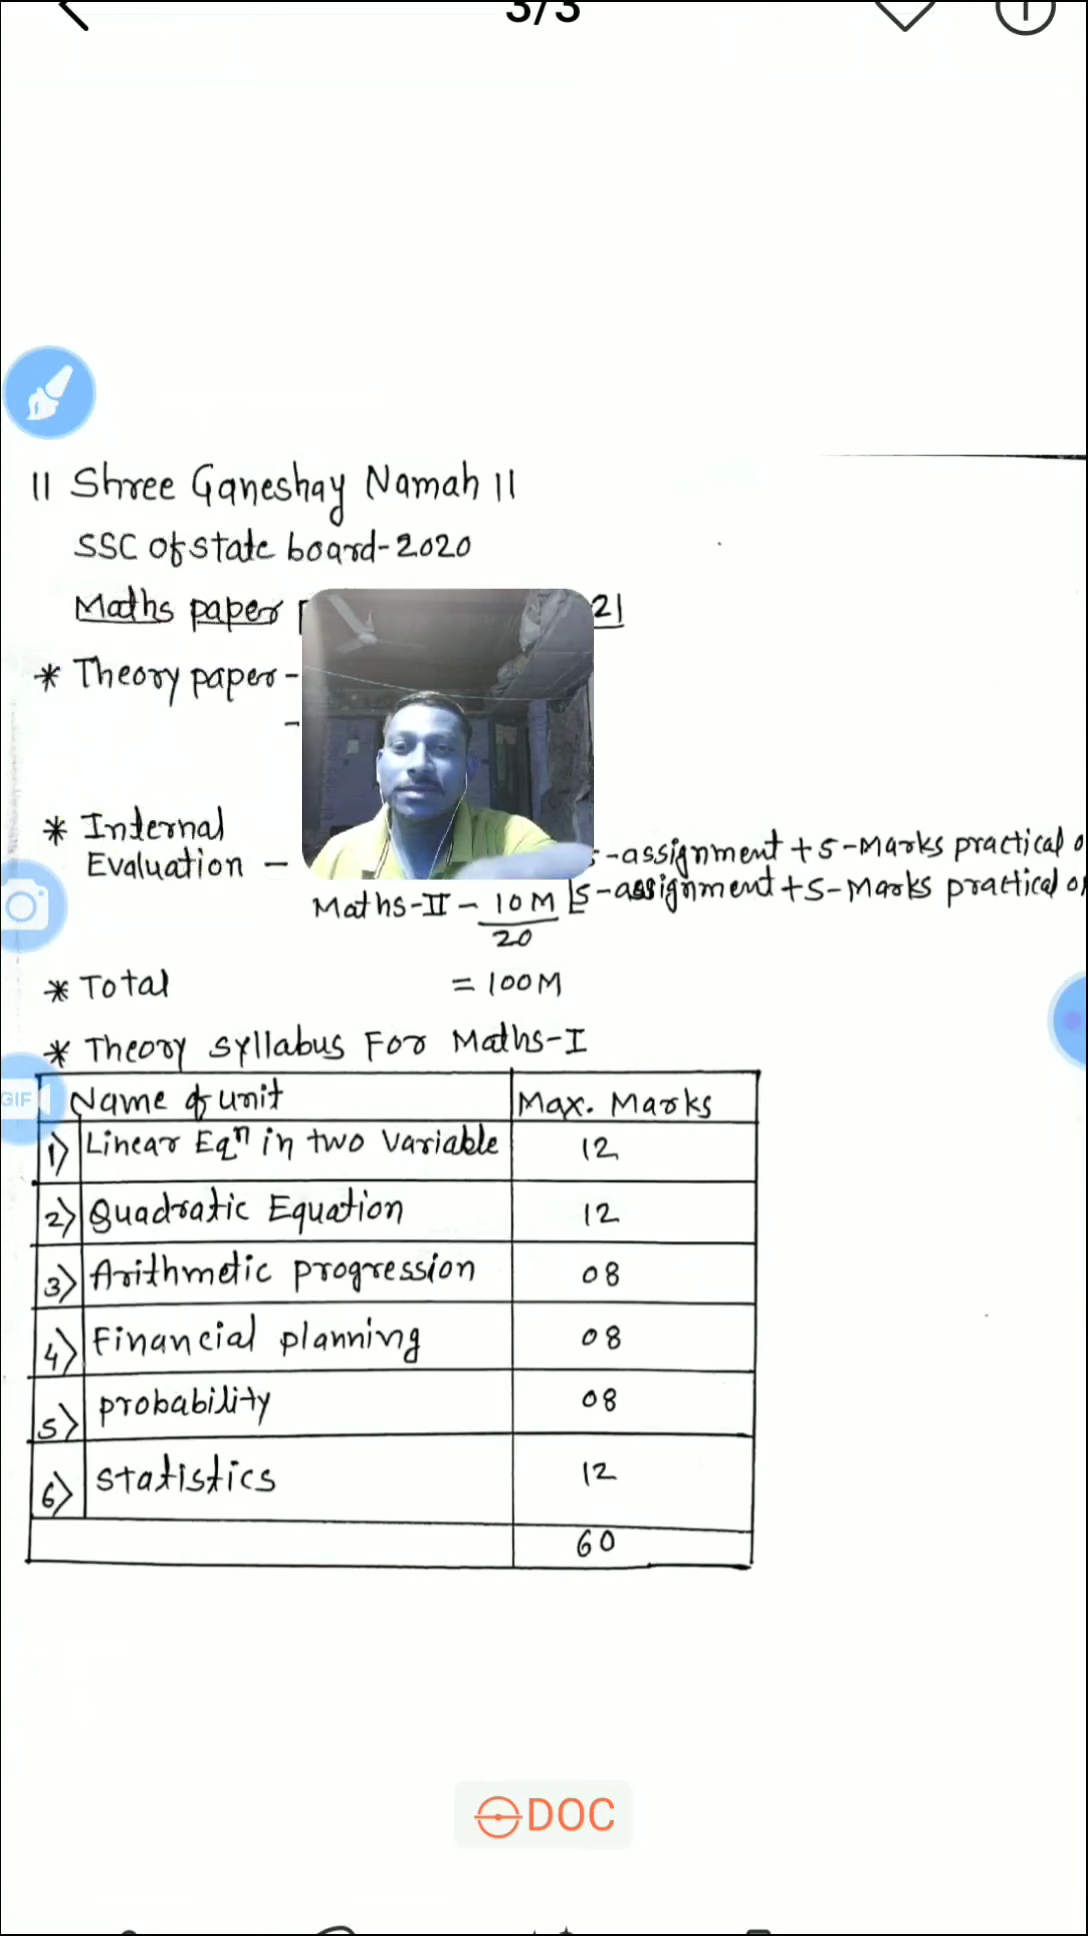 3/3
|| Shree Ganeshay Namah ||
SSC of state board-2020
Maths paper 21
* Theory paper -
-
* Internal
Evaluation -
-assignment + 5-Marks practical
Maths-II - 10M [5-assignment + 5-Marks practical
20
* Total = 100M
* Theory syllabus For Maths-I
Name of unit Max. Marks
1) Linear Eqⁿ in two variable 12
2) Quadratic Equation 12
3) Arithmetic progression 08
4) Financial planning 08
5) probability 08
6) statistics 12
60
GIF
DOC